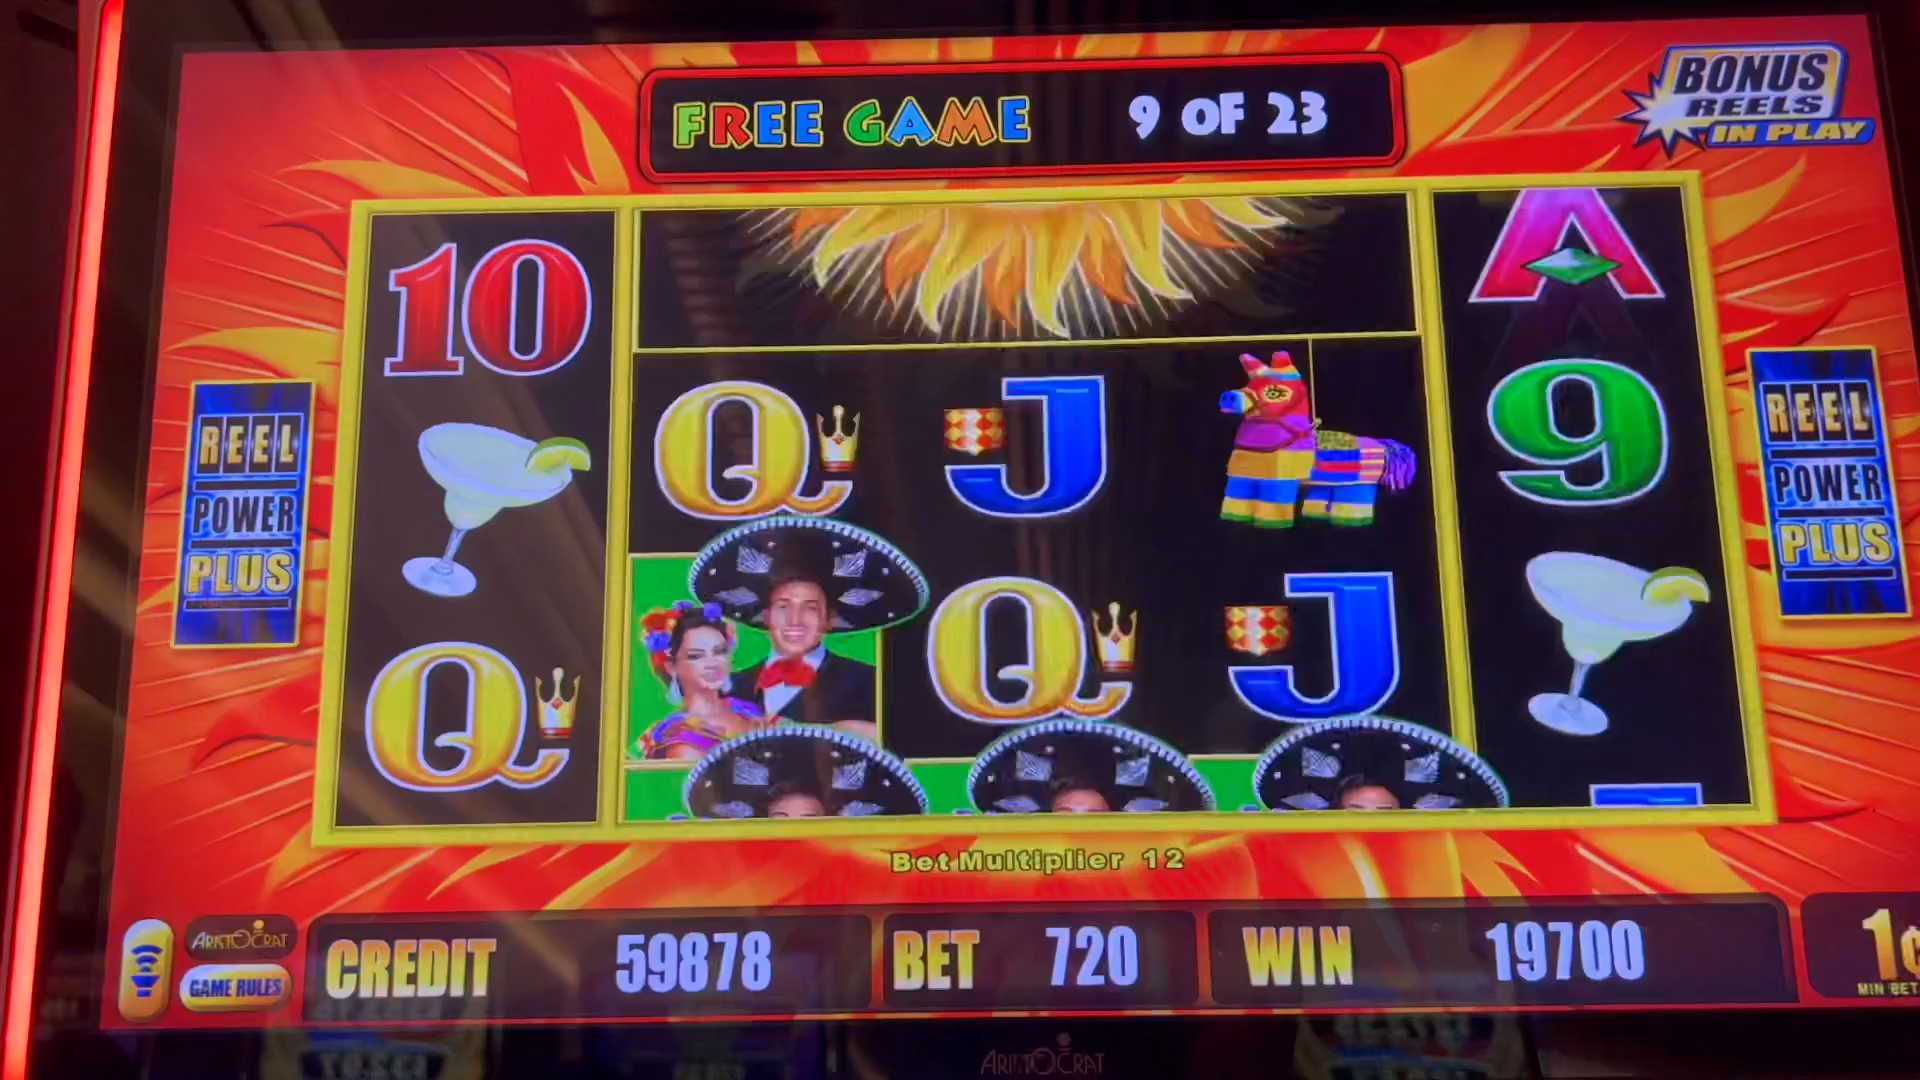 FREE GAME 9 OF 23
BONUS
REELS
IN PLAY
10
A
Q
J
9
REEL
POWER
PLUS
REEL
POWER
PLUS
Q
J
Q
Bet Multiplier 12
ARISTOCRAT
GAME RULES
CREDIT 59878
BET 720
WIN 19700
1¢
MIN BET
ARISTOCRAT